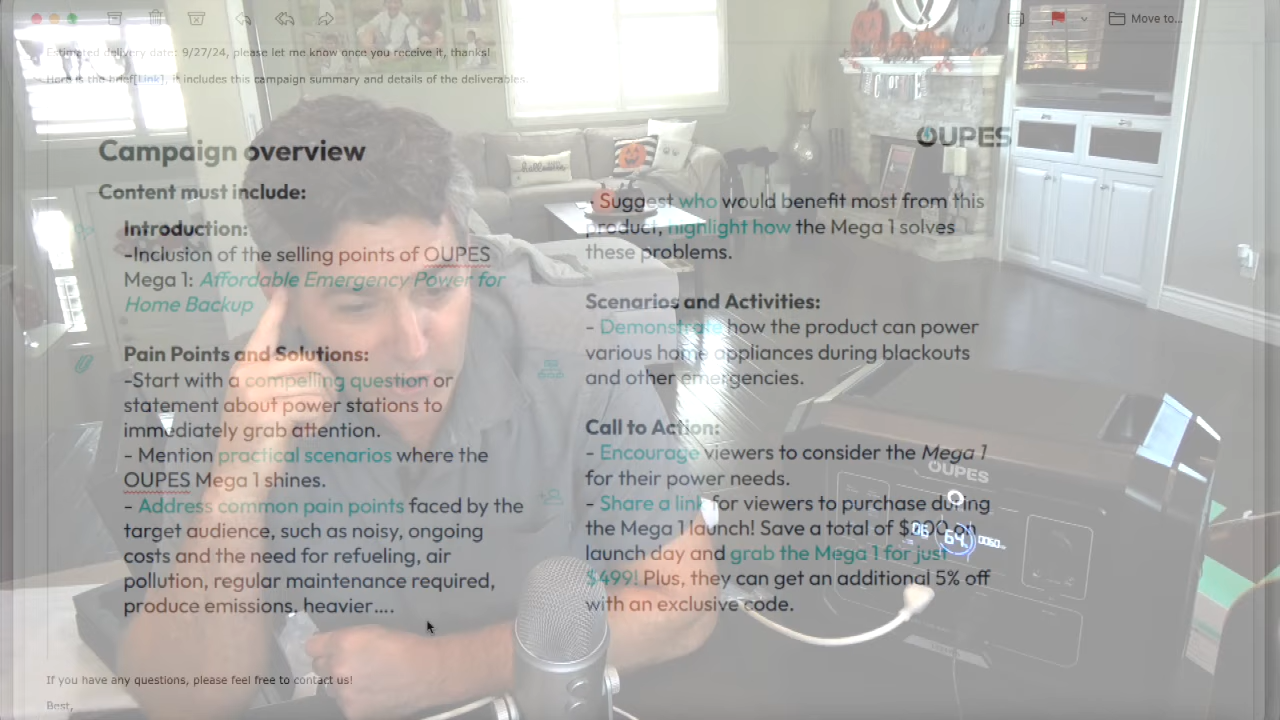 Move to...
Estimated delivery date: 9/27/24, please let me know once you receive it, thanks!
Here is the brief[Link], it includes this campaign summary and details of the deliverables.
OUPES
Campaign overview
Content must include:
Introduction:
-Inclusion of the selling points of OUPES
Mega 1: Affordable Emergency Power for
Home Backup
Pain Points and Solutions:
-Start with a compelling question or
statement about power stations to
immediately grab attention.
- Mention practical scenarios where the
OUPES Mega 1 shines.
- Address common pain points faced by the
target audience, such as noisy, ongoing
costs and the need for refueling, air
pollution, regular maintenance required,
produce emissions. heavier....
- Suggest who would benefit most from this
product, highlight how the Mega 1 solves
these problems.
Scenarios and Activities:
- Demonstrate how the product can power
various home appliances during blackouts
and other emergencies.
Call to Action:
- Encourage viewers to consider the Mega 1
for their power needs.
- Share a link for viewers to purchase during
the Mega 1 launch! Save a total of on
launch day and grab the Mega 1 for just
$499! Plus, they can get an additional 5% off
with an exclusive code.
OUPES
64
If you have any questions, please feel free to contact us!
Best,